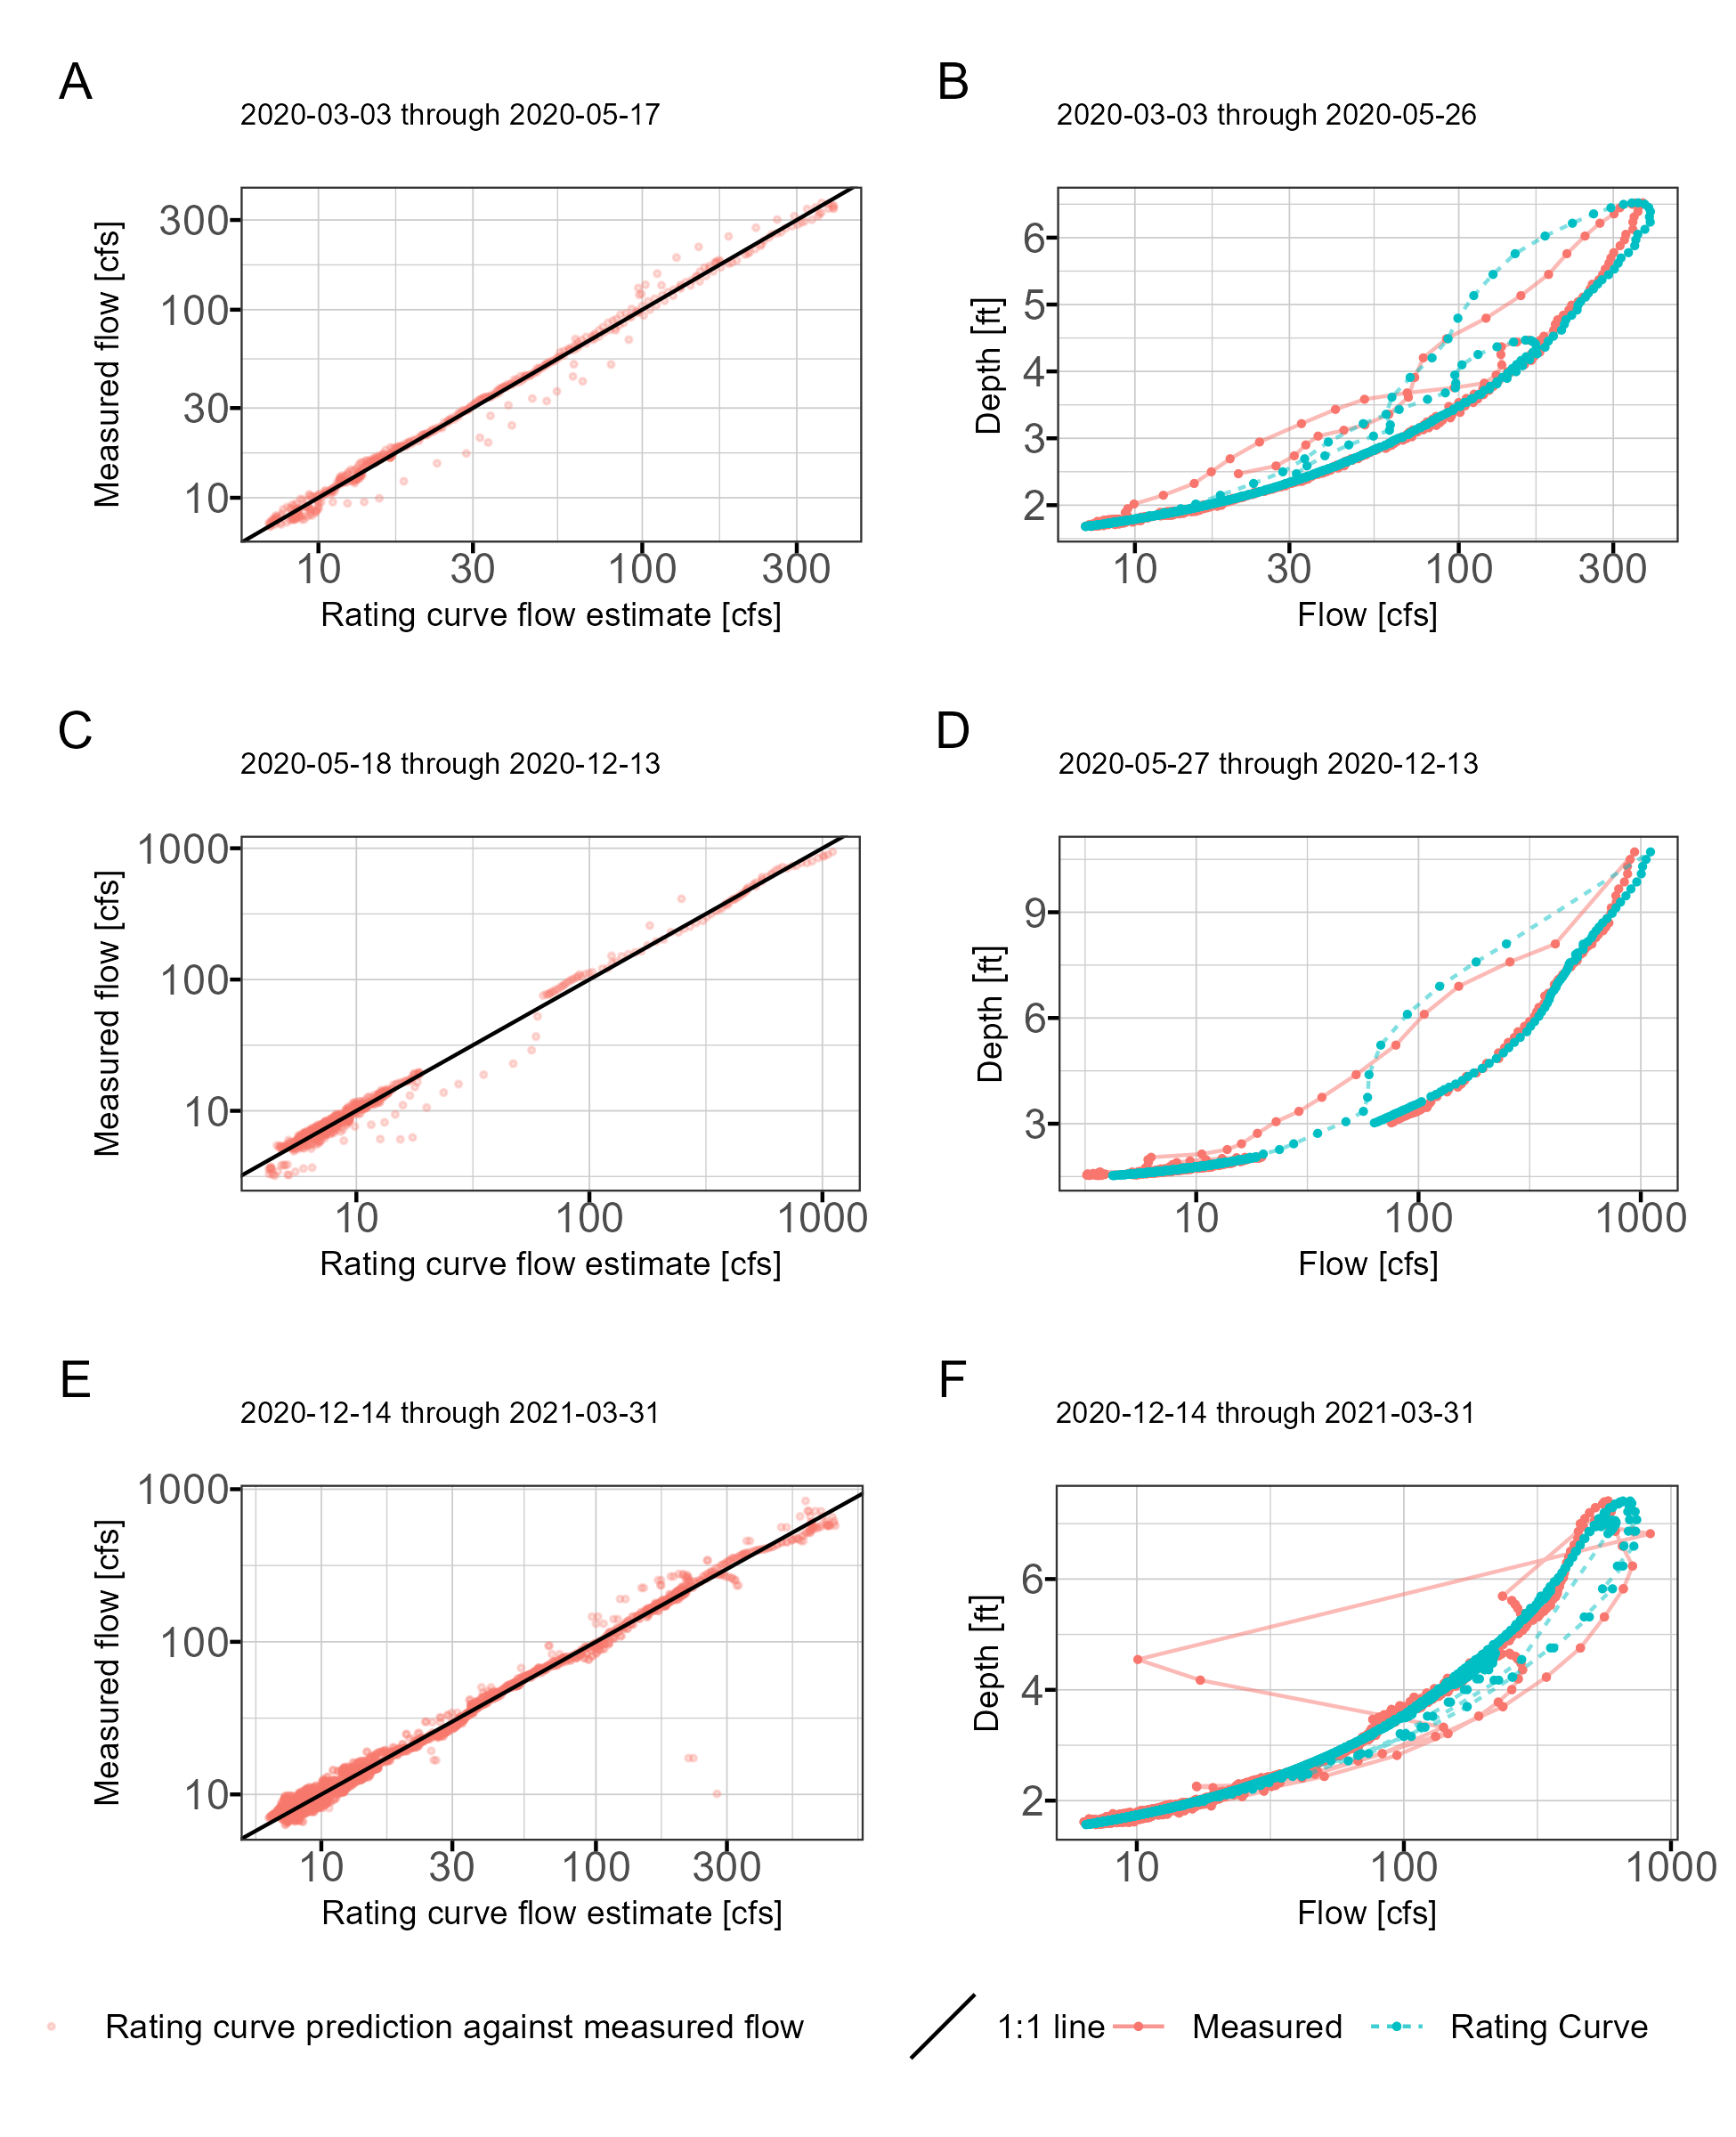 A
2020-03-03 through 2020-05-17
Measured flow [cfs]
300
100
30
10
10 30 100 300
Rating curve flow estimate [cfs]
B
2020-03-03 through 2020-05-26
Depth [ft]
6
5
4
3
2
10 30 100 300
Flow [cfs]
C
2020-05-18 through 2020-12-13
Measured flow [cfs]
1000
100
10
10 100 1000
Rating curve flow estimate [cfs]
D
2020-05-27 through 2020-12-13
Depth [ft]
9
6
3
10 100 1000
Flow [cfs]
E
2020-12-14 through 2021-03-31
Measured flow [cfs]
1000
100
10
10 30 100 300
Rating curve flow estimate [cfs]
F
2020-12-14 through 2021-03-31
Depth [ft]
6
4
2
10 100 1000
Flow [cfs]
Rating curve prediction against measured flow 1:1 line Measured Rating Curve